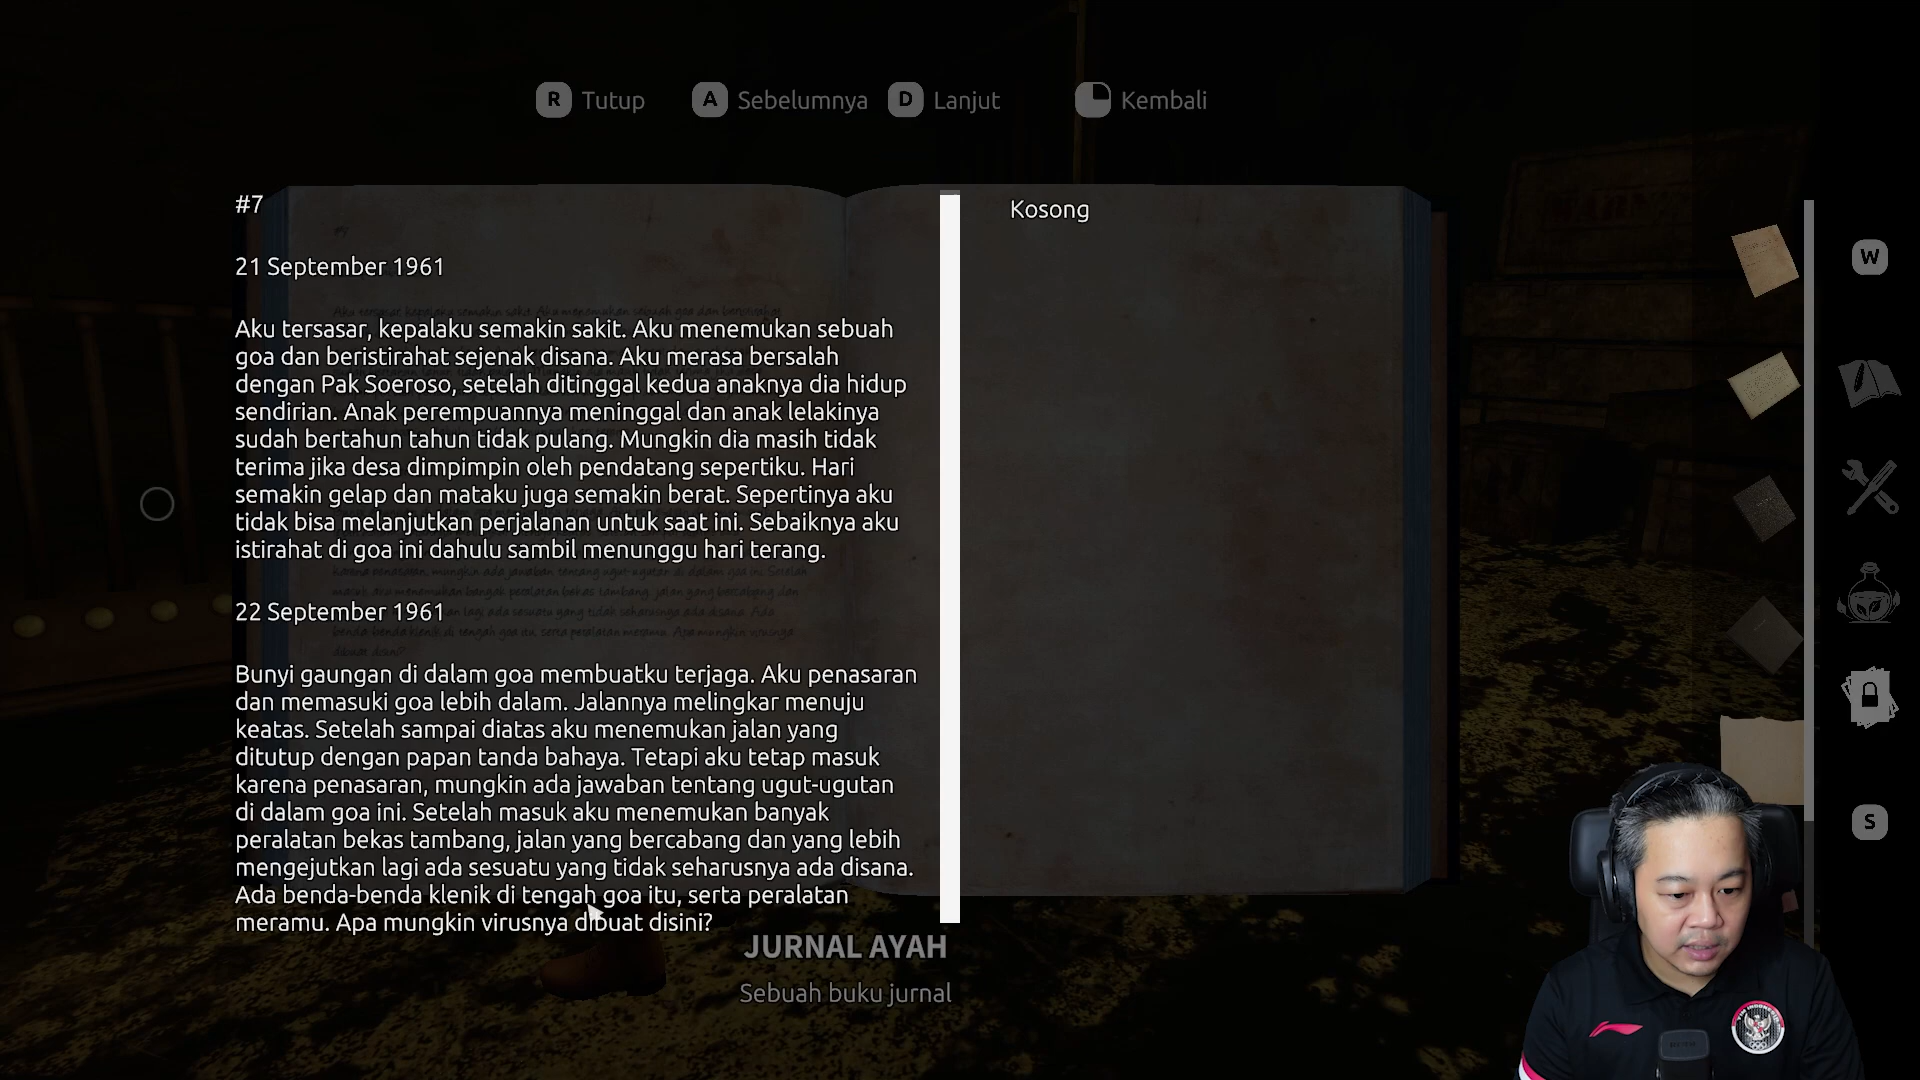 R Tutup A Sebelumnya D Lanjut Kembali
#7
21 September 1961
Aku tersasar, kepalaku semakin sakit. Aku menemukan sebuah
goa dan beristirahat sejenak disana. Aku merasa bersalah
dengan Pak Soeroso, setelah ditinggal kedua anaknya dia hidup
sendirian. Anak perempuannya meninggal dan anak lelakinya
sudah bertahun tahun tidak pulang. Mungkin dia masih tidak
terima jika desa dimpimpin oleh pendatang sepertiku. Hari
semakin gelap dan mataku juga semakin berat. Sepertinya aku
tidak bisa melanjutkan perjalanan untuk saat ini. Sebaiknya aku
istirahat di goa ini dahulu sambil menunggu hari terang.
22 September 1961
Bunyi gaungan di dalam goa membuatku terjaga. Aku penasaran
dan memasuki goa lebih dalam. Jalannya melingkar menuju
keatas. Setelah sampai diatas aku menemukan jalan yang
ditutup dengan papan tanda bahaya. Tetapi aku tetap masuk
karena penasaran, mungkin ada jawaban tentang ugut-ugutan
di dalam goa ini. Setelah masuk aku menemukan banyak
peralatan bekas tambang, jalan yang bercabang dan yang lebih
mengejutkan lagi ada sesuatu yang tidak seharusnya ada disana.
Ada benda-benda klenik di tengah goa itu, serta peralatan
meramu. Apa mungkin virusnya dibuat disini?
Kosong
JURNAL AYAH
Sebuah buku jurnal
W
S